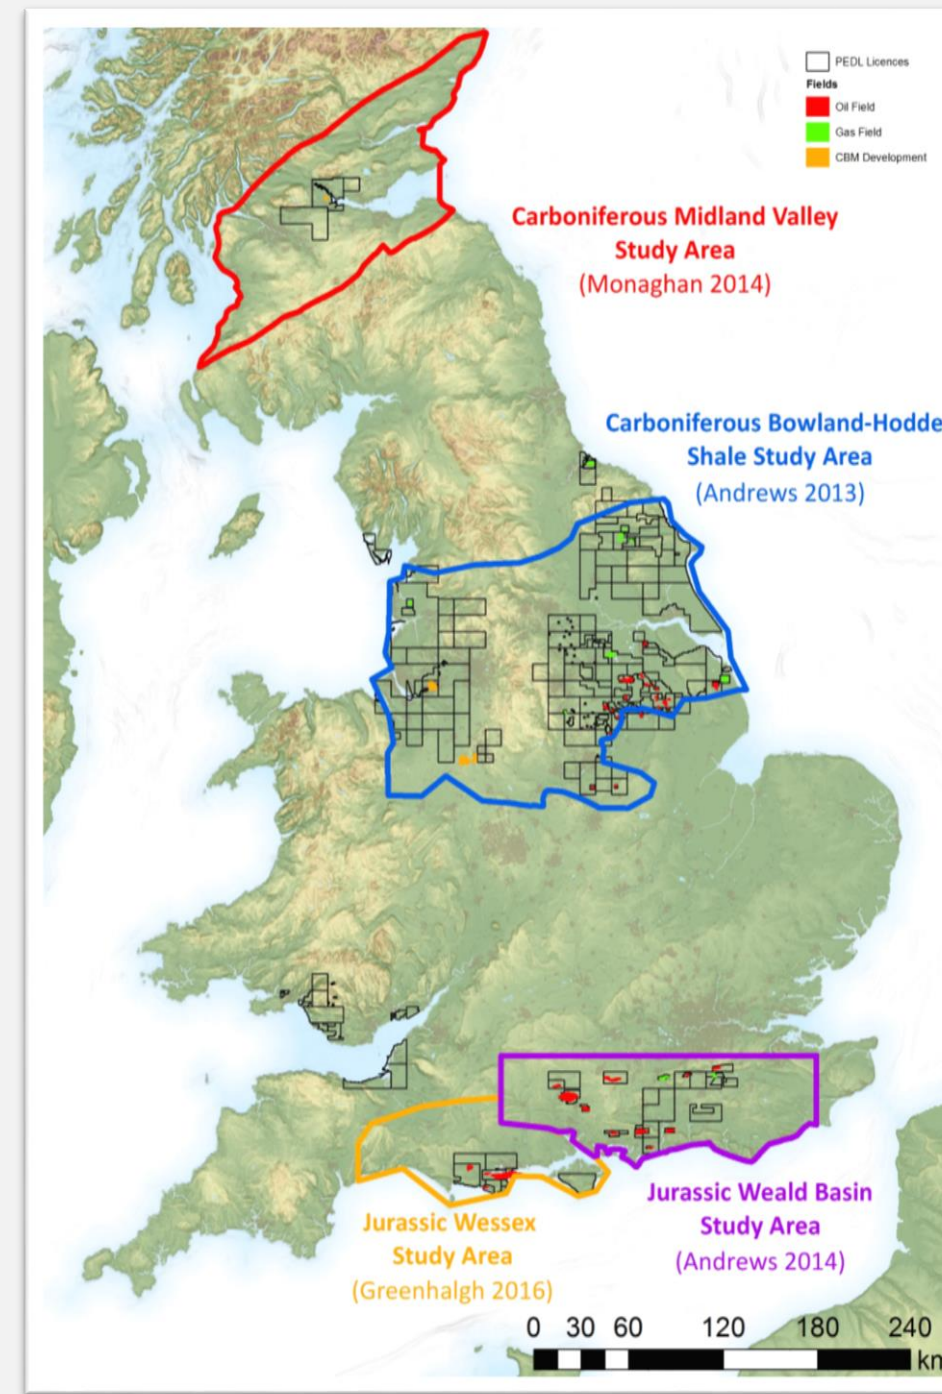 PEDL Licences
Fields
Oil Field
Gas Field
CBM Development
Carboniferous Midland Valley
Study Area
(Monaghan 2014)
Carboniferous Bowland-Hodde
Shale Study Area
(Andrews 2013)
Jurassic Weald Basin
Study Area
(Andrews 2014)
Jurassic Wessex
Study Area
(Greenhalgh 2016)
0 30 60 120 180 240
km